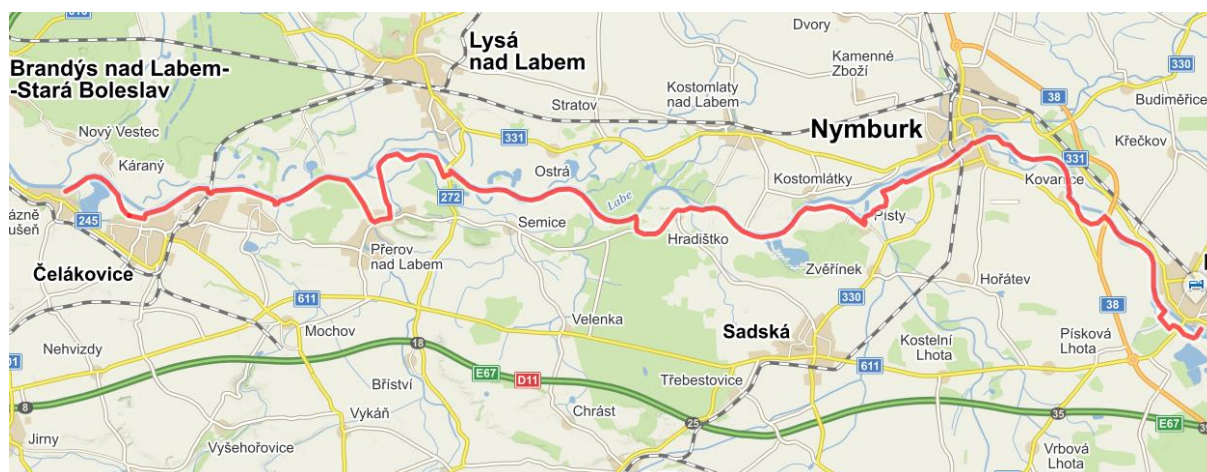 610
331
Dvory
Kamenné
Zboží
330
Brandýs nad Labem-
-Stará Boleslav
Lysá
nad Labem
Kostomlaty
nad Labem
38
Budiměřice
Stratov
Nový Vestec
331
Nymburk
Křečkov
Káraný
Ostrá
331
Kostomlátky
Kovanice
272
Labe
245
Semice
Písty
Hradištko
Přerov
nad Labem
Čelákovice
Zvěřínek
Hořátev
611
330
38
Mochov
Velenka
Sadská
Písková
Lhota
Nehvizdy
18
Kostelní
Lhota
E67
D11
Třebestovice
611
Bříství
8
Vykáň
Chrást
25
35
E67
Jirny
Vyšehořovice
Vrbová
Lhota